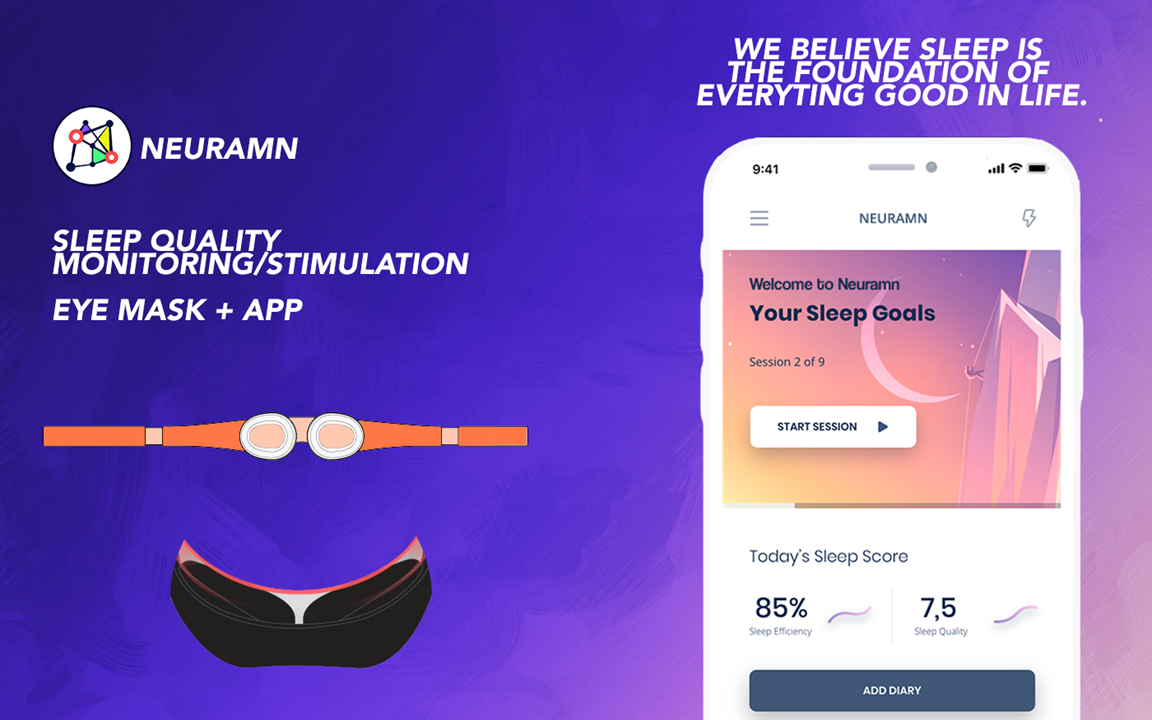 NEURAMN
SLEEP QUALITY
MONITORING/STIMULATION
EYE MASK + APP
WE BELIEVE SLEEP IS
THE FOUNDATION OF
EVERYTING GOOD IN LIFE.
9:41
NEURAMN
Welcome to Neuramn
Your Sleep Goals
Session 2 of 9
START SESSION
Today's Sleep Score
85% 7,5
Sleep Efficiency Sleep Quality
ADD DIARY